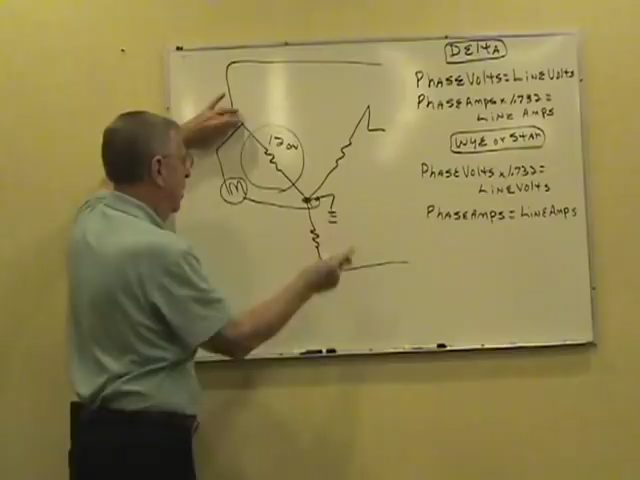 DELTA
PHASE VOLTS = LINE VOLTS
PHASE AMPS x 1.732 =
LINE AMPS
WYE OR STAR
PHASE VOLTS x 1.732 =
LINE VOLTS
PHASE AMPS = LINE AMPS
120V
M